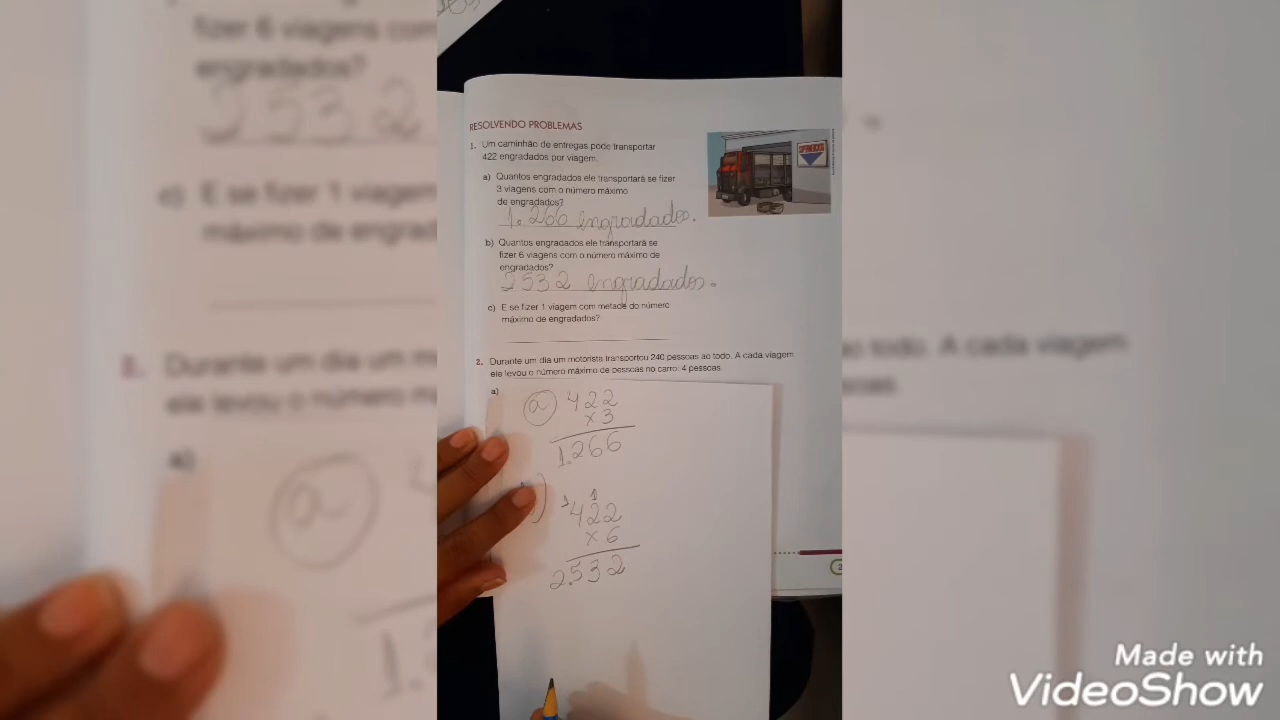 RESOLVENDO PROBLEMAS
1. Um caminhão de entregas pode transportar
422 engradados por viagem.
a) Quantos engradados ele transportará se fizer
3 viagens com o número máximo
de engradados?
1.266 engradados.
b) Quantos engradados ele transportará se
fizer 6 viagens com o número máximo de
engradados?
2532 engradados.
c) E se fizer 1 viagem com metade do número
máximo de engradados?
2. Durante um dia um motorista transportou 240 pessoas ao todo. A cada viagem
ele levou o número máximo de pessoas no carro: 4 pessoas.
a)
a 422
x 3
1.266
1 1
422
x 6
2.532
Made with
VideoShow